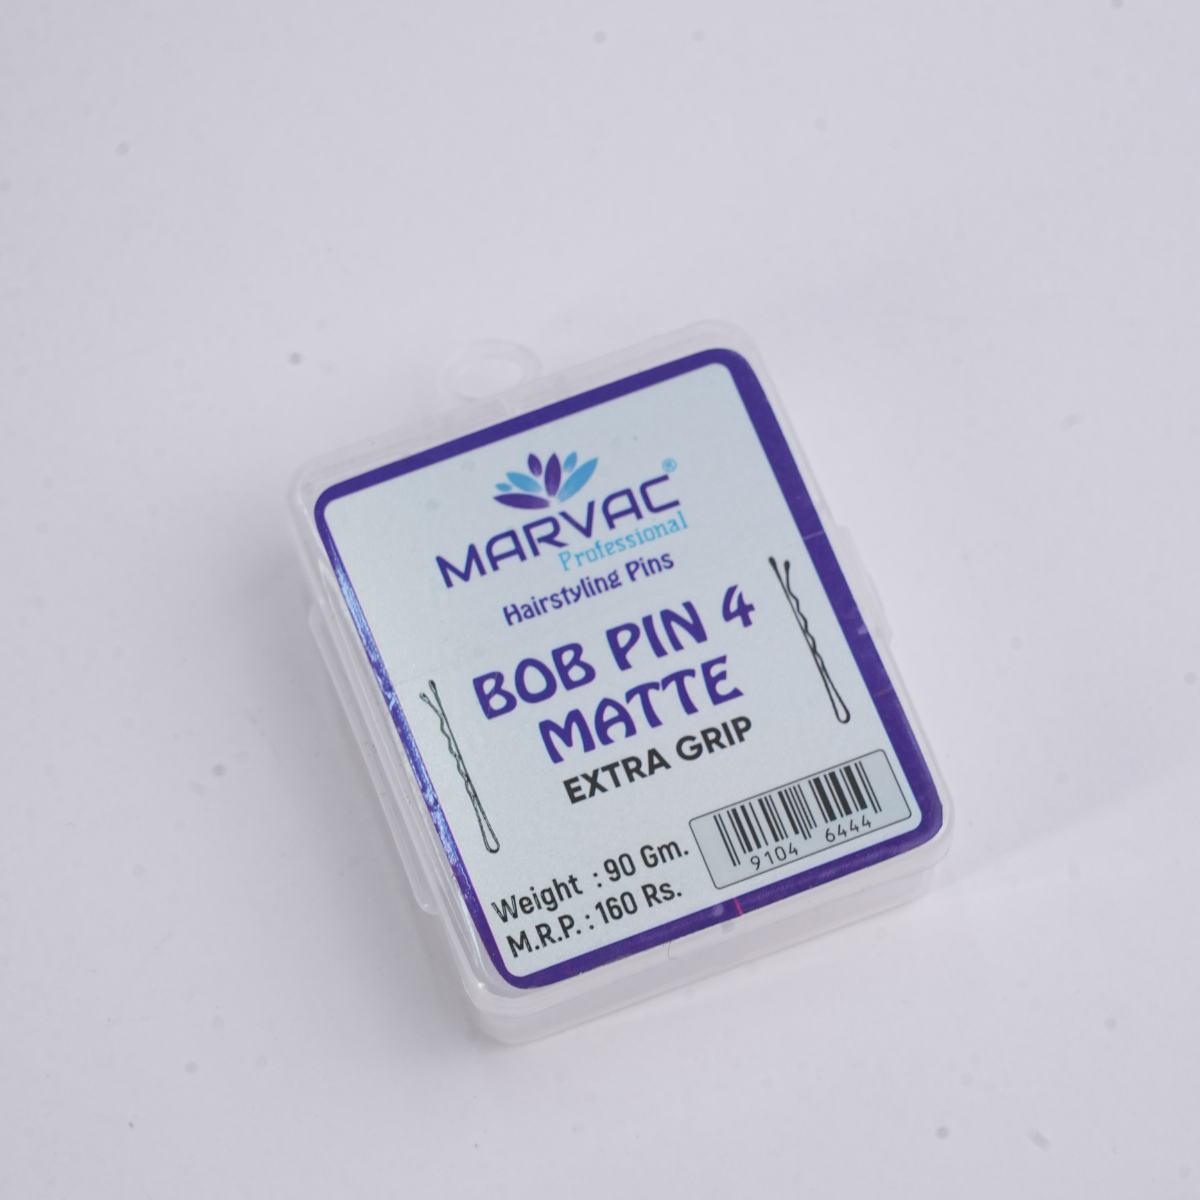 MARVAC®
Professional
Hairstyling Pins
BOB PIN 4
MATTE
EXTRA GRIP
Weight : 90 Gm.
M.R.P. : 160 Rs.
9104 6444